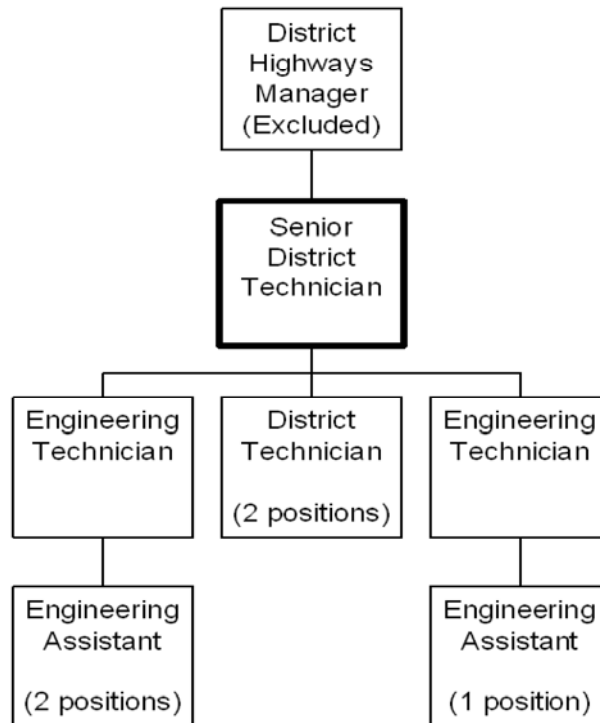 District
Highways
Manager
(Excluded)
Senior
District
Technician
Engineering
Technician
District
Technician
(2 positions)
Engineering
Technician
Engineering
Assistant
(2 positions)
Engineering
Assistant
(1 position)